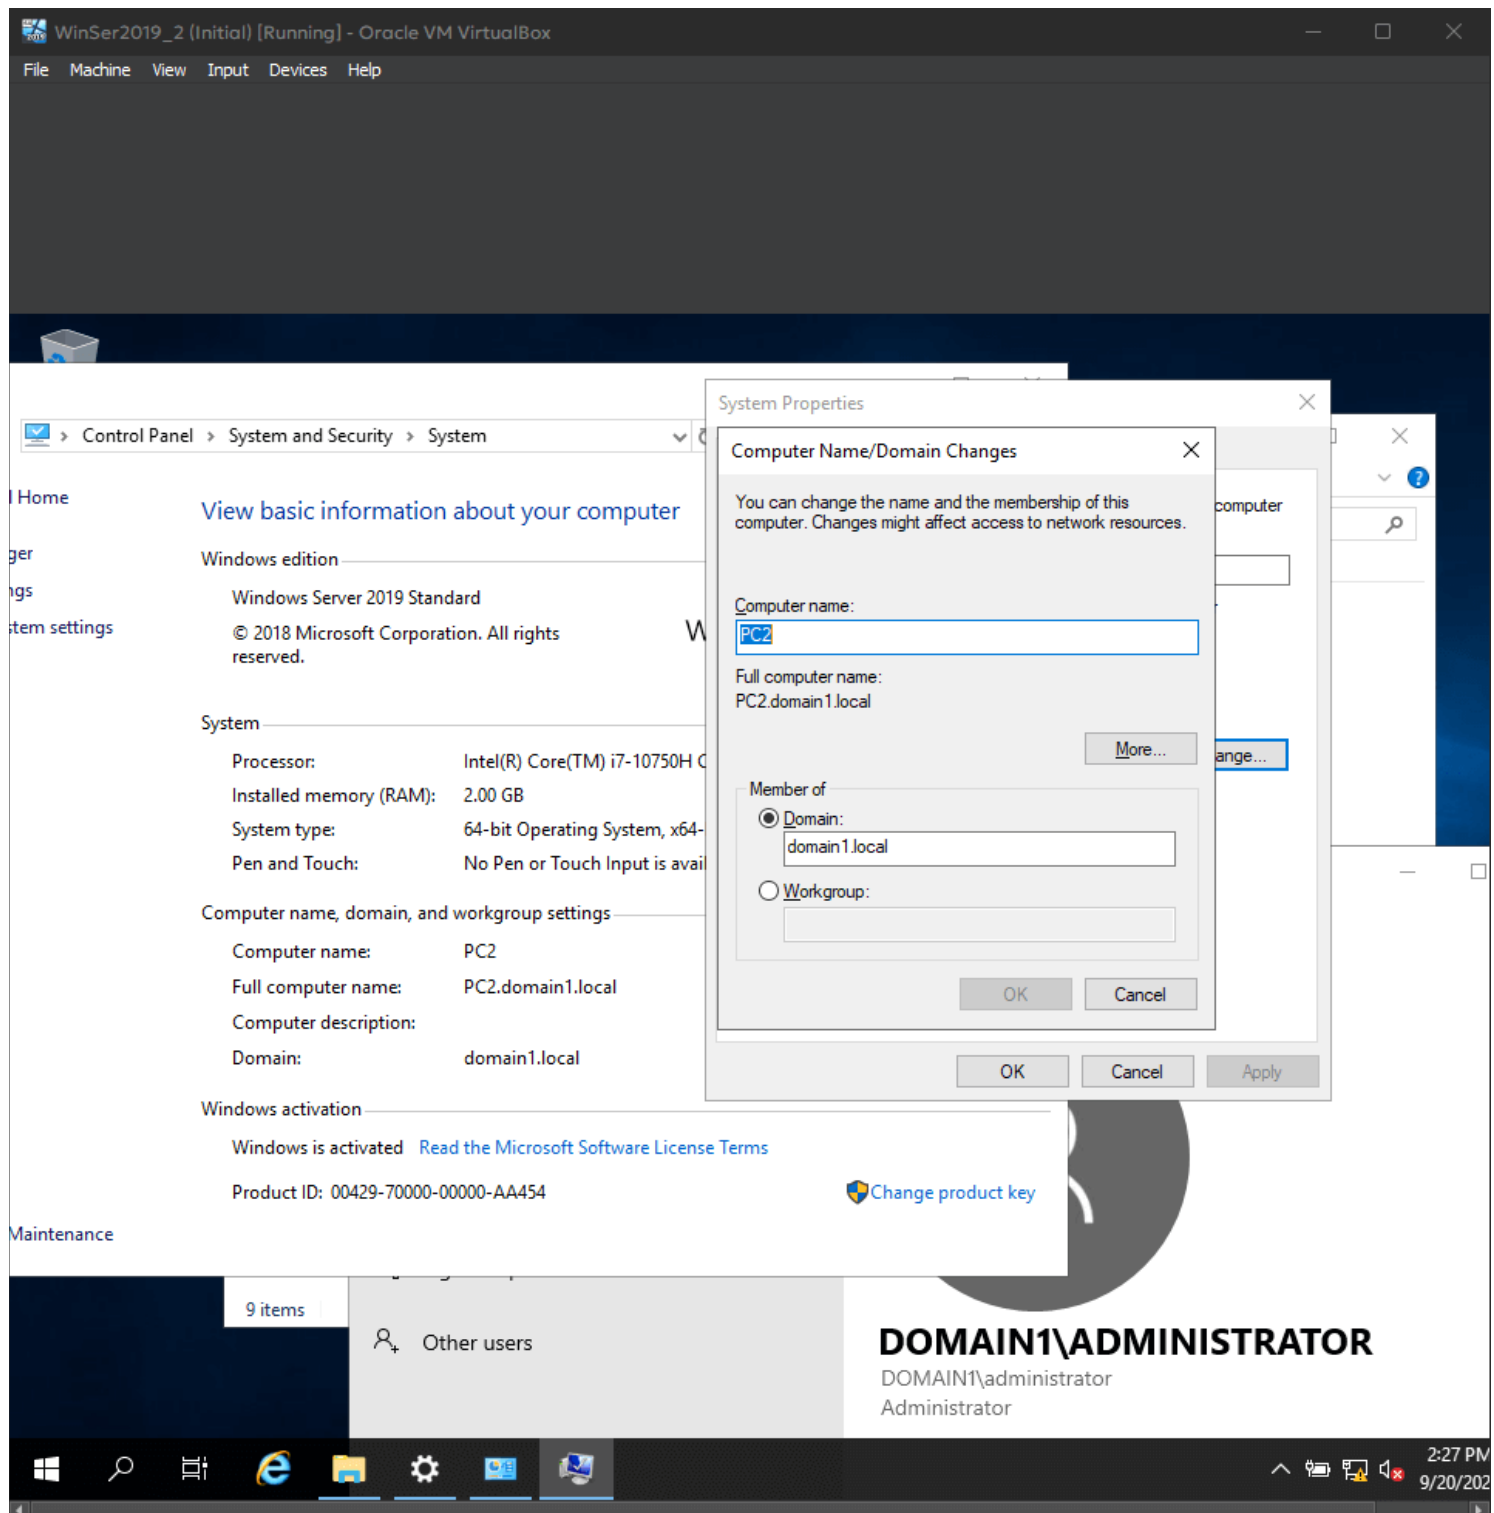 WinSer2019_2 (Initial) [Running] - Oracle VM VirtualBox
File Machine View Input Devices Help
System Properties
Control Panel > System and Security > System
Computer Name/Domain Changes
Home
View basic information about your computer
You can change the name and the membership of this
computer. Changes might affect access to network resources.
computer
Windows edition
Windows Server 2019 Standard
© 2018 Microsoft Corporation. All rights
reserved.
stem settings
W
Computer name:
PC2
Full computer name:
PC2.domain1.local
More...
ange...
System
Processor: Intel(R) Core(TM) i7-10750H C
Installed memory (RAM): 2.00 GB
System type: 64-bit Operating System, x64-
Pen and Touch: No Pen or Touch Input is avail
Member of
Domain:
domain1.local
Workgroup:
OK Cancel
Computer name, domain, and workgroup settings
Computer name: PC2
Full computer name: PC2.domain1.local
Computer description:
Domain: domain1.local
OK Cancel Apply
Windows activation
Windows is activated Read the Microsoft Software License Terms
Product ID: 00429-70000-00000-AA454
Change product key
Maintenance
9 items
Other users
DOMAIN1\ADMINISTRATOR
DOMAIN1\administrator
Administrator
2:27 PM
9/20/202